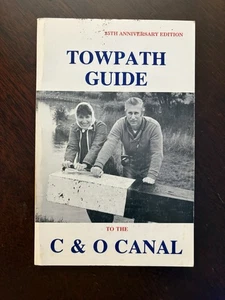 25TH ANNIVERSARY EDITION
TOWPATH
GUIDE
TO THE
C & O CANAL